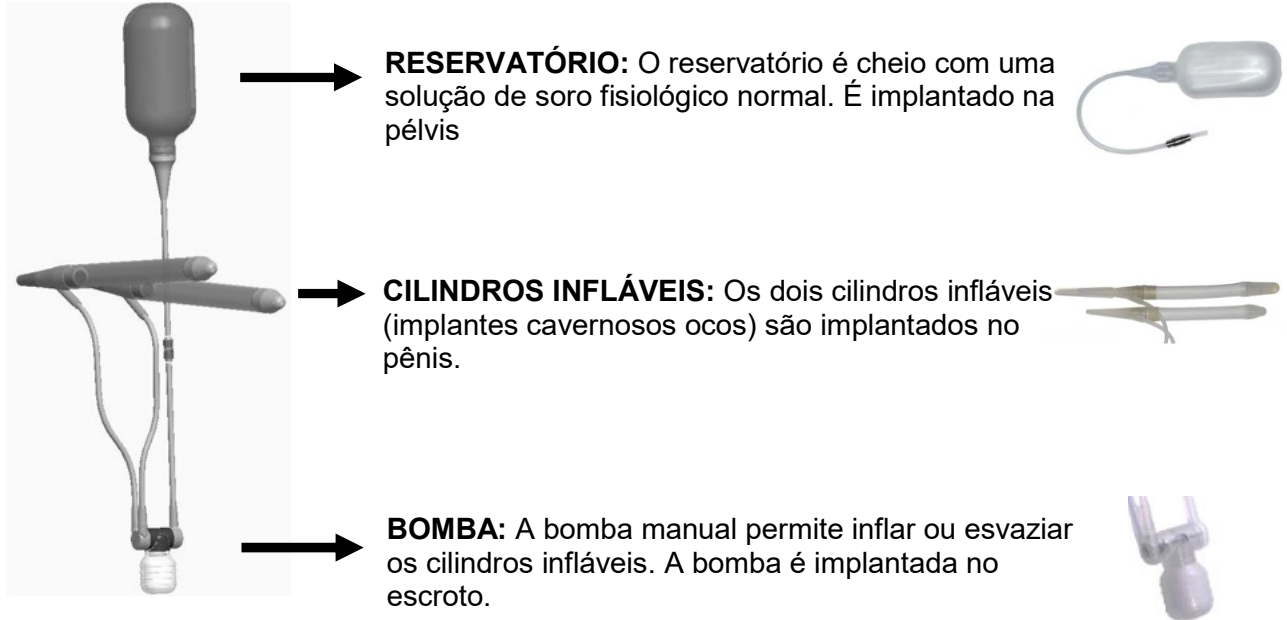 RESERVATÓRIO: O reservatório é cheio com uma
solução de soro fisiológico normal. É implantado na
pélvis
CILINDROS INFLÁVEIS: Os dois cilindros infláveis
(implantes cavernosos ocos) são implantados no
pênis.
BOMBA: A bomba manual permite inflar ou esvaziar
os cilindros infláveis. A bomba é implantada no
escroto.